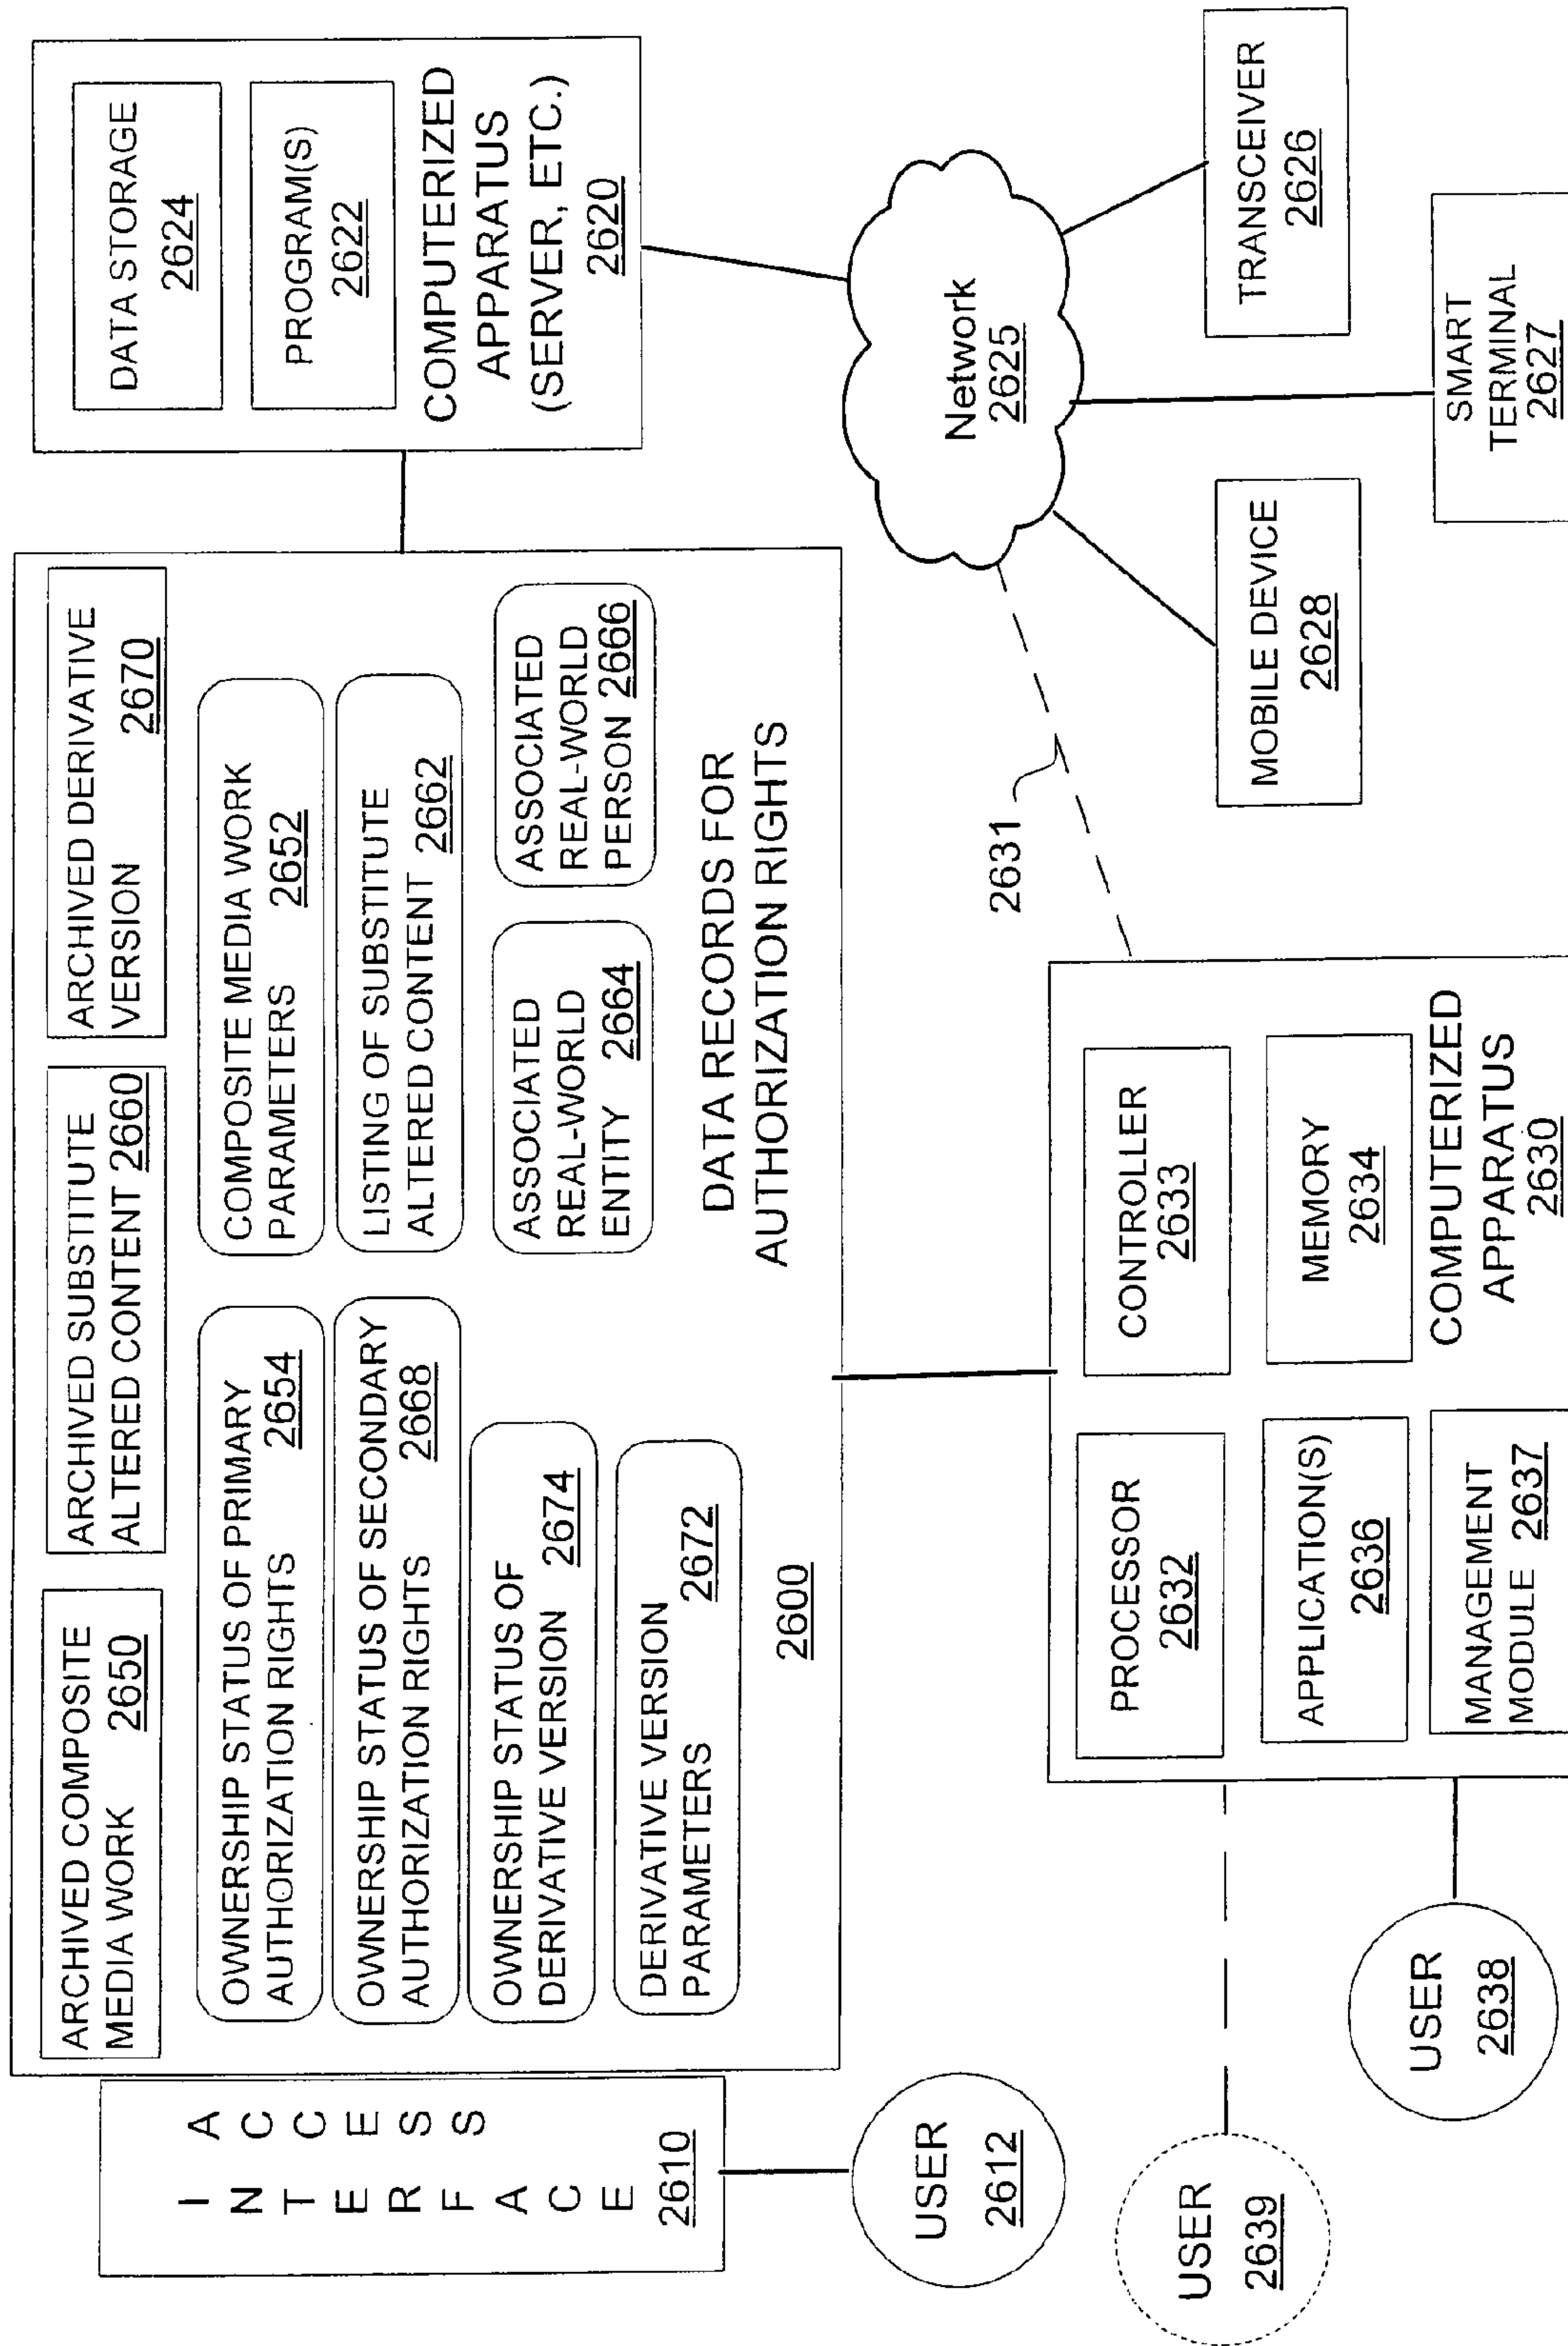 ARCHIVED COMPOSITE
MEDIA WORK 2650
ARCHIVED SUBSTITUTE
ALTERED CONTENT 2660
ARCHIVED DERIVATIVE
VERSION 2670
OWNERSHIP STATUS OF PRIMARY
AUTHORIZATION RIGHTS 2654
OWNERSHIP STATUS OF SECONDARY
AUTHORIZATION RIGHTS 2668
OWNERSHIP STATUS OF
DERIVATIVE VERSION 2674
DERIVATIVE VERSION
PARAMETERS 2672
COMPOSITE MEDIA WORK
PARAMETERS 2652
LISTING OF SUBSTITUTE
ALTERED CONTENT 2662
ASSOCIATED
REAL-WORLD
ENTITY 2664
ASSOCIATED
REAL-WORLD
PERSON 2666
2600
DATA RECORDS FOR
AUTHORIZATION RIGHTS
ACCESS
INTERFACE
2610
USER
2612
DATA STORAGE
2624
PROGRAM(S)
2622
COMPUTERIZED
APPARATUS
(SERVER, ETC.)
2620
Network
2625
TRANSCEIVER
2626
SMART
TERMINAL
2627
MOBILE DEVICE
2628
2631
PROCESSOR
2632
CONTROLLER
2633
APPLICATION(S)
2636
MEMORY
2634
MANAGEMENT
MODULE 2637
COMPUTERIZED
APPARATUS
2630
USER
2639
USER
2638